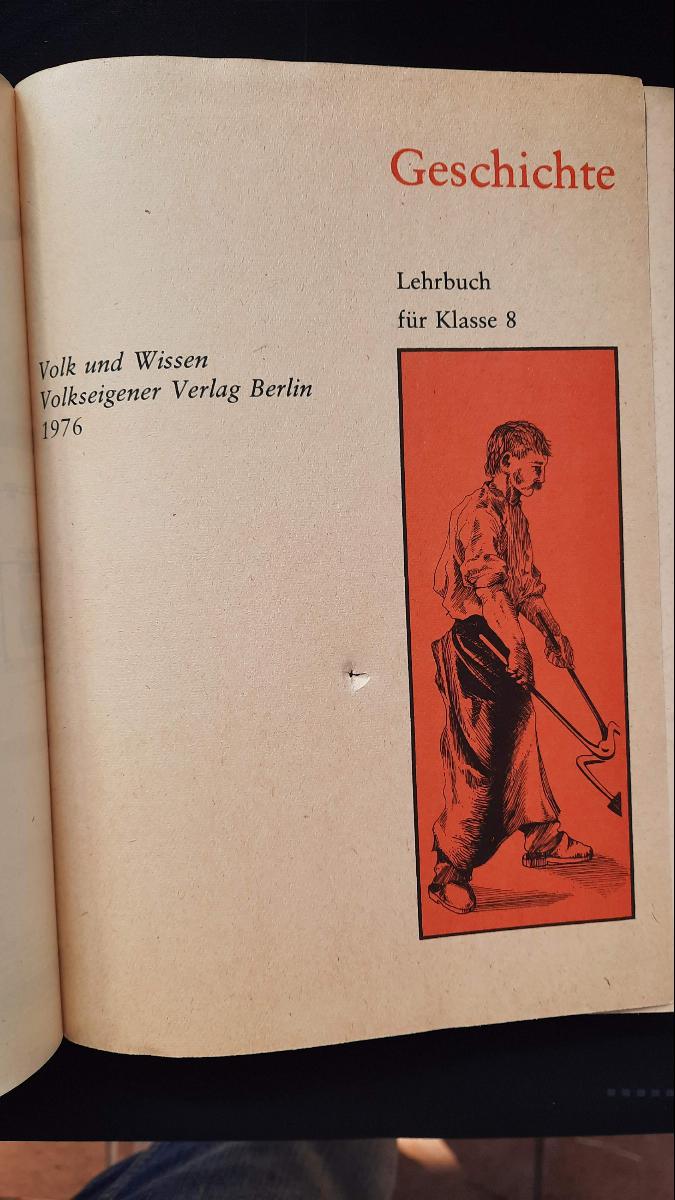 Geschichte
Lehrbuch
für Klasse 8
Volk und Wissen
Volkseigener Verlag Berlin
1976